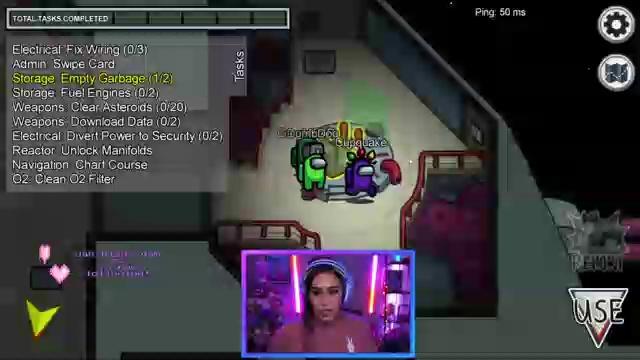 TOTAL TASKS COMPLETED
Ping: 50 ms
Electrical: Fix Wiring (0/3)
Admin: Swipe Card
Storage: Empty Garbage (1/2)
Storage: Fuel Engines (0/2)
Weapons: Clear Asteroids (0/20)
Weapons: Download Data (0/2)
Electrical: Divert Power to Security (0/2)
Reactor: Unlock Manifolds
Navigation: Chart Course
O2: Clean O2 Filter
Tasks
Cupquake
REPORT
USE